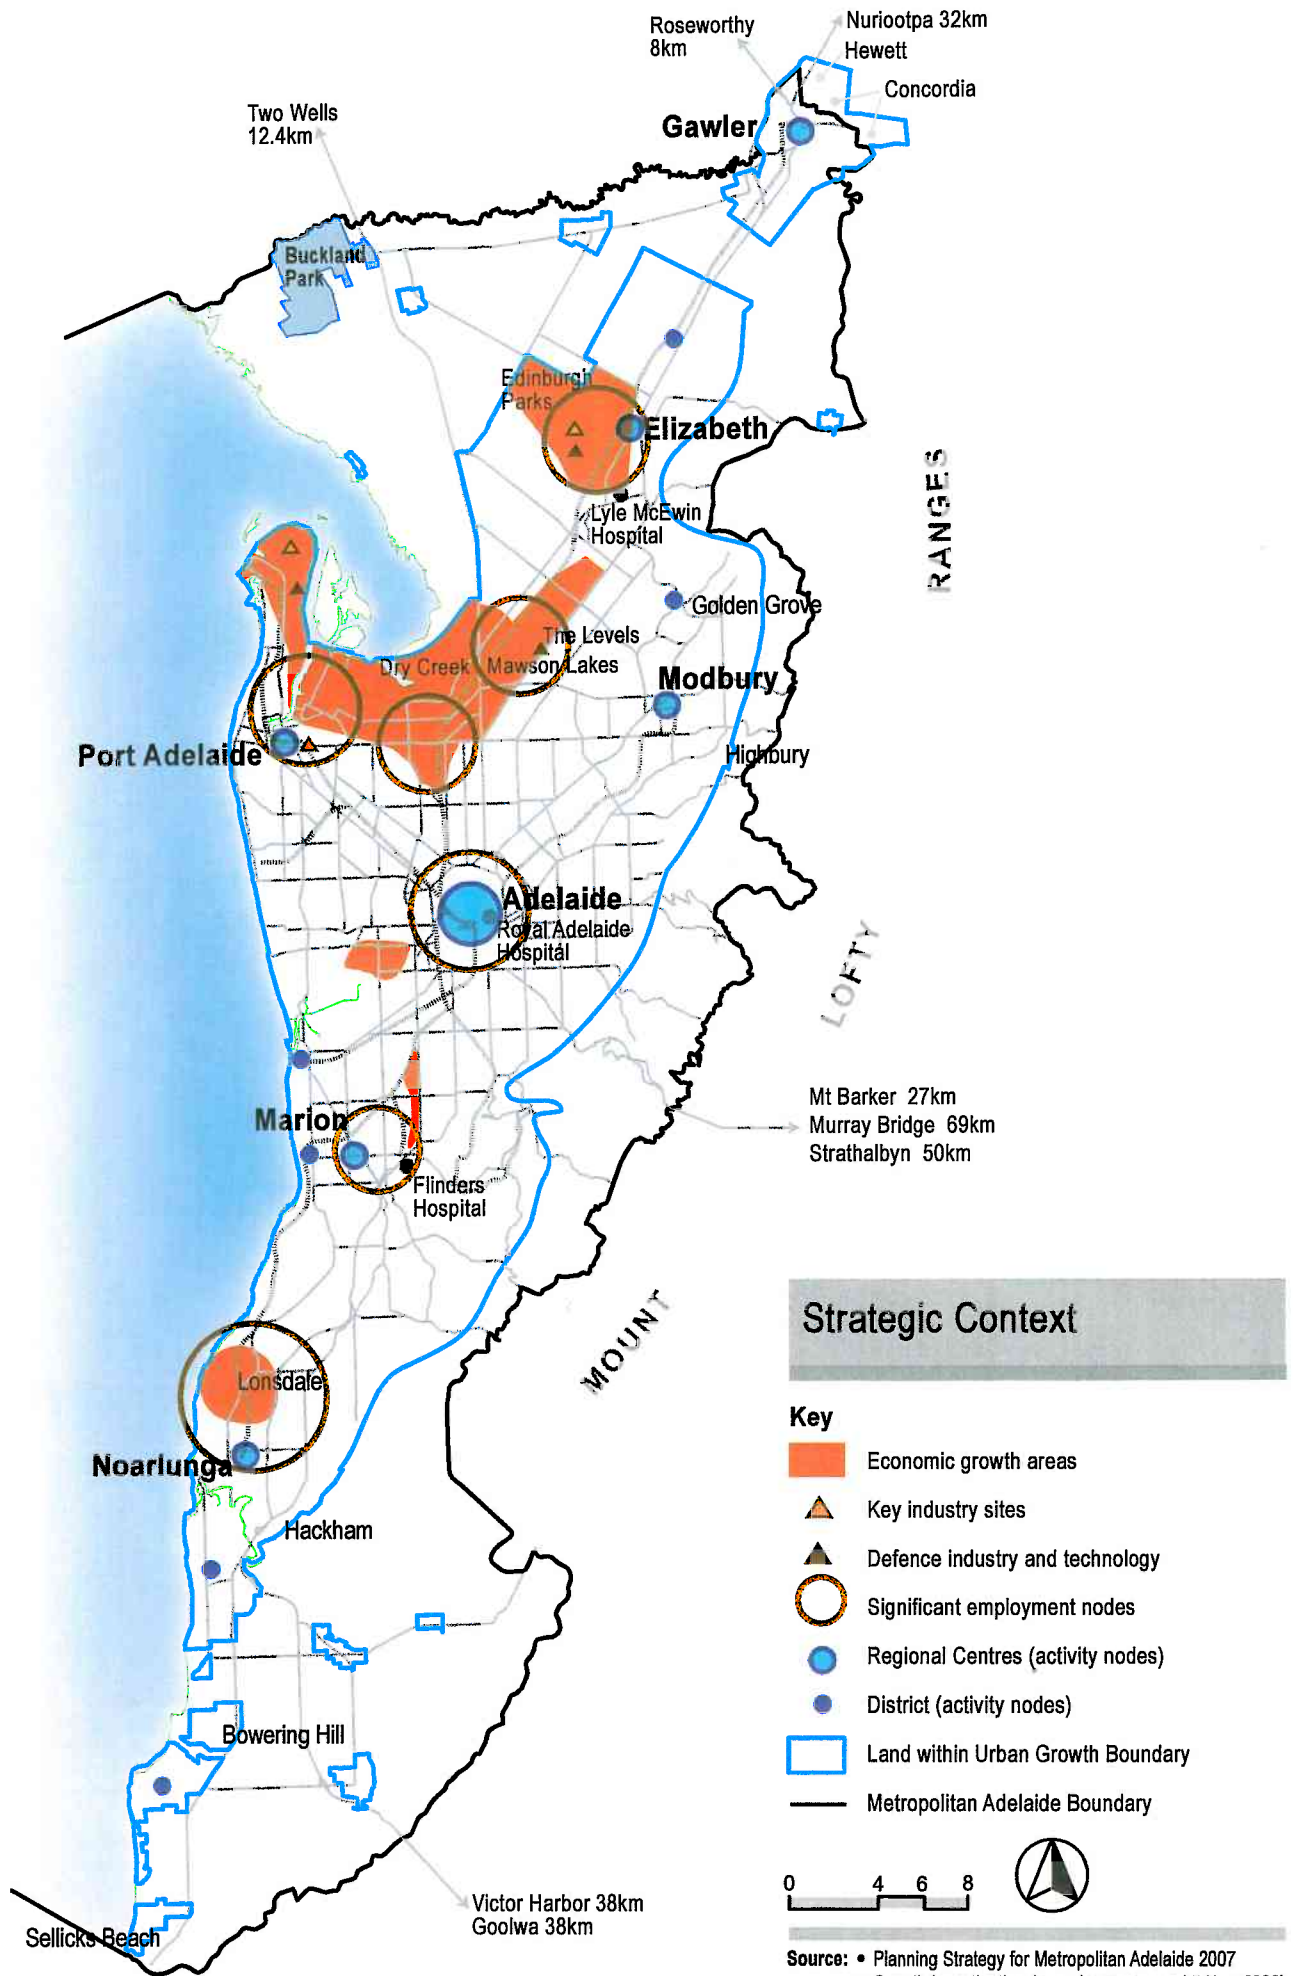 Roseworthy
8km
Nuriootpa 32km
Hewett
Concordia
Two Wells
12.4km
Gawler
Buckland
Park
Edinburgh
Parks
Elizabeth
RANGES
Lyle McEwin
Hospital
Golden Grove
The Levels
Dry Creek
Mawson Lakes
Modbury
Port Adelaide
Highbury
Adelaide
Royal Adelaide
Hospital
LOFTY
Mt Barker 27km
Murray Bridge 69km
Strathalbyn 50km
Marion
Flinders
Hospital
MOUNT
Lonsdale
Noarlunga
Hackham
Bowering Hill
Victor Harbor 38km
Goolwa 38km
Sellicks Beach
Strategic Context
Key
Economic growth areas
Key industry sites
Defence industry and technology
Significant employment nodes
Regional Centres (activity nodes)
District (activity nodes)
Land within Urban Growth Boundary
Metropolitan Adelaide Boundary
0 4 6 8
Source: • Planning Strategy for Metropolitan Adelaide 2007